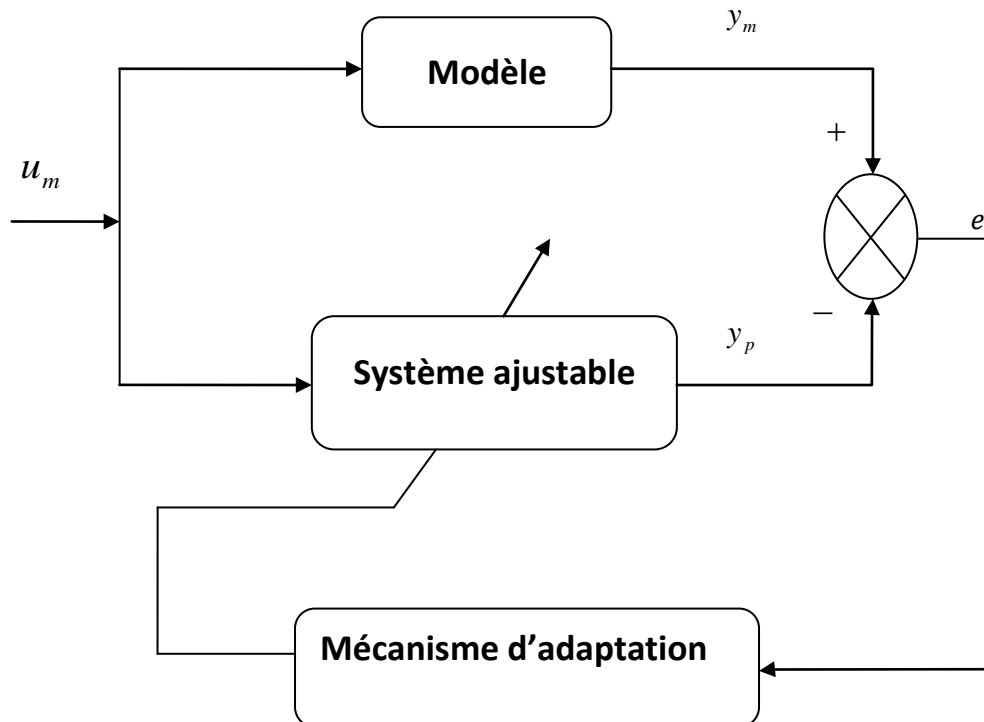 y_m
Modèle
+
u_m
e
−
y_p
Système ajustable
Mécanisme d’adaptation